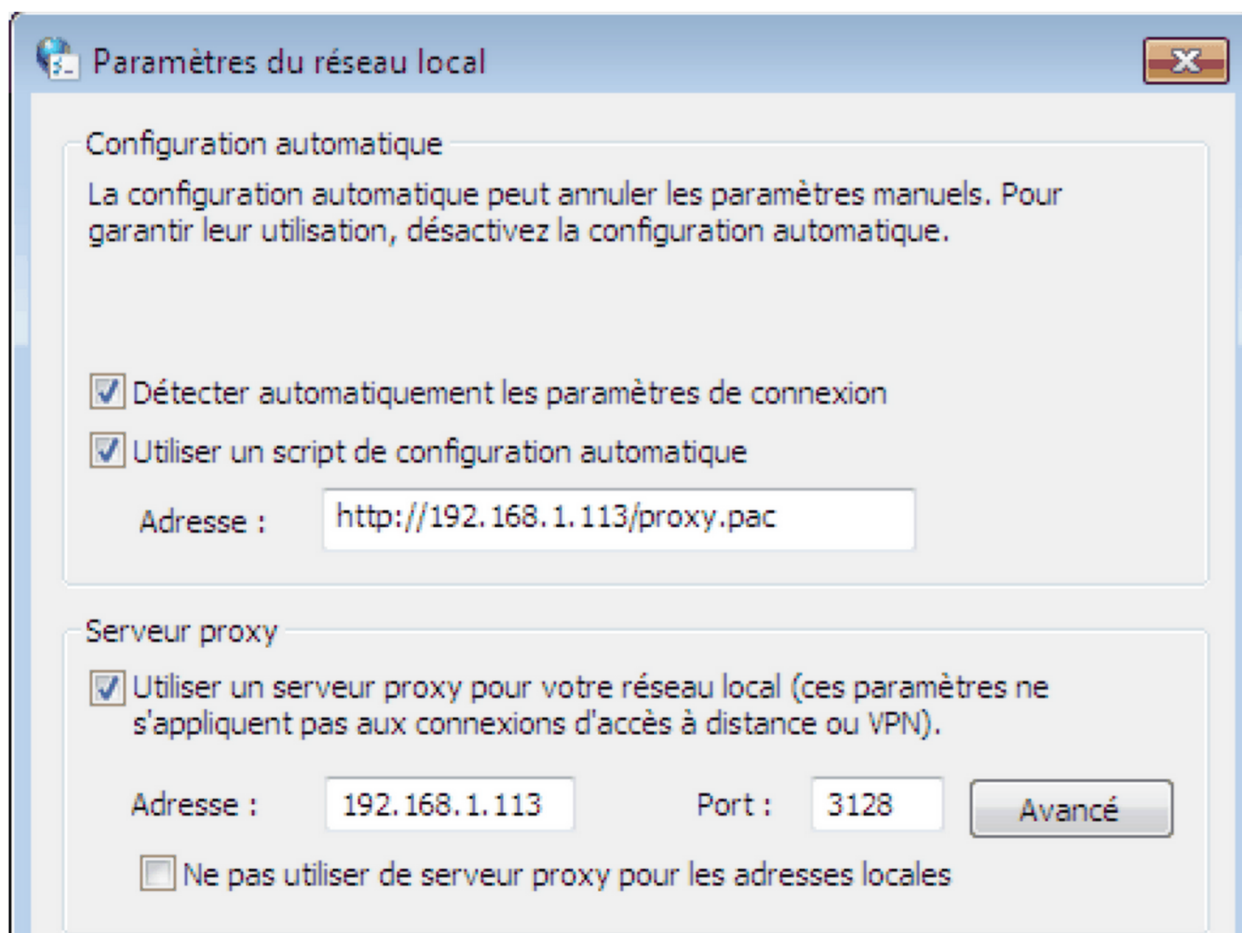 Paramètres du réseau local
Configuration automatique
La configuration automatique peut annuler les paramètres manuels. Pour
garantir leur utilisation, désactivez la configuration automatique.
Détecter automatiquement les paramètres de connexion
Utiliser un script de configuration automatique
Adresse : http://192.168.1.113/proxy.pac
Serveur proxy
Utiliser un serveur proxy pour votre réseau local (ces paramètres ne
s'appliquent pas aux connexions d'accès à distance ou VPN).
Adresse : 192.168.1.113 Port : 3128 Avancé
Ne pas utiliser de serveur proxy pour les adresses locales